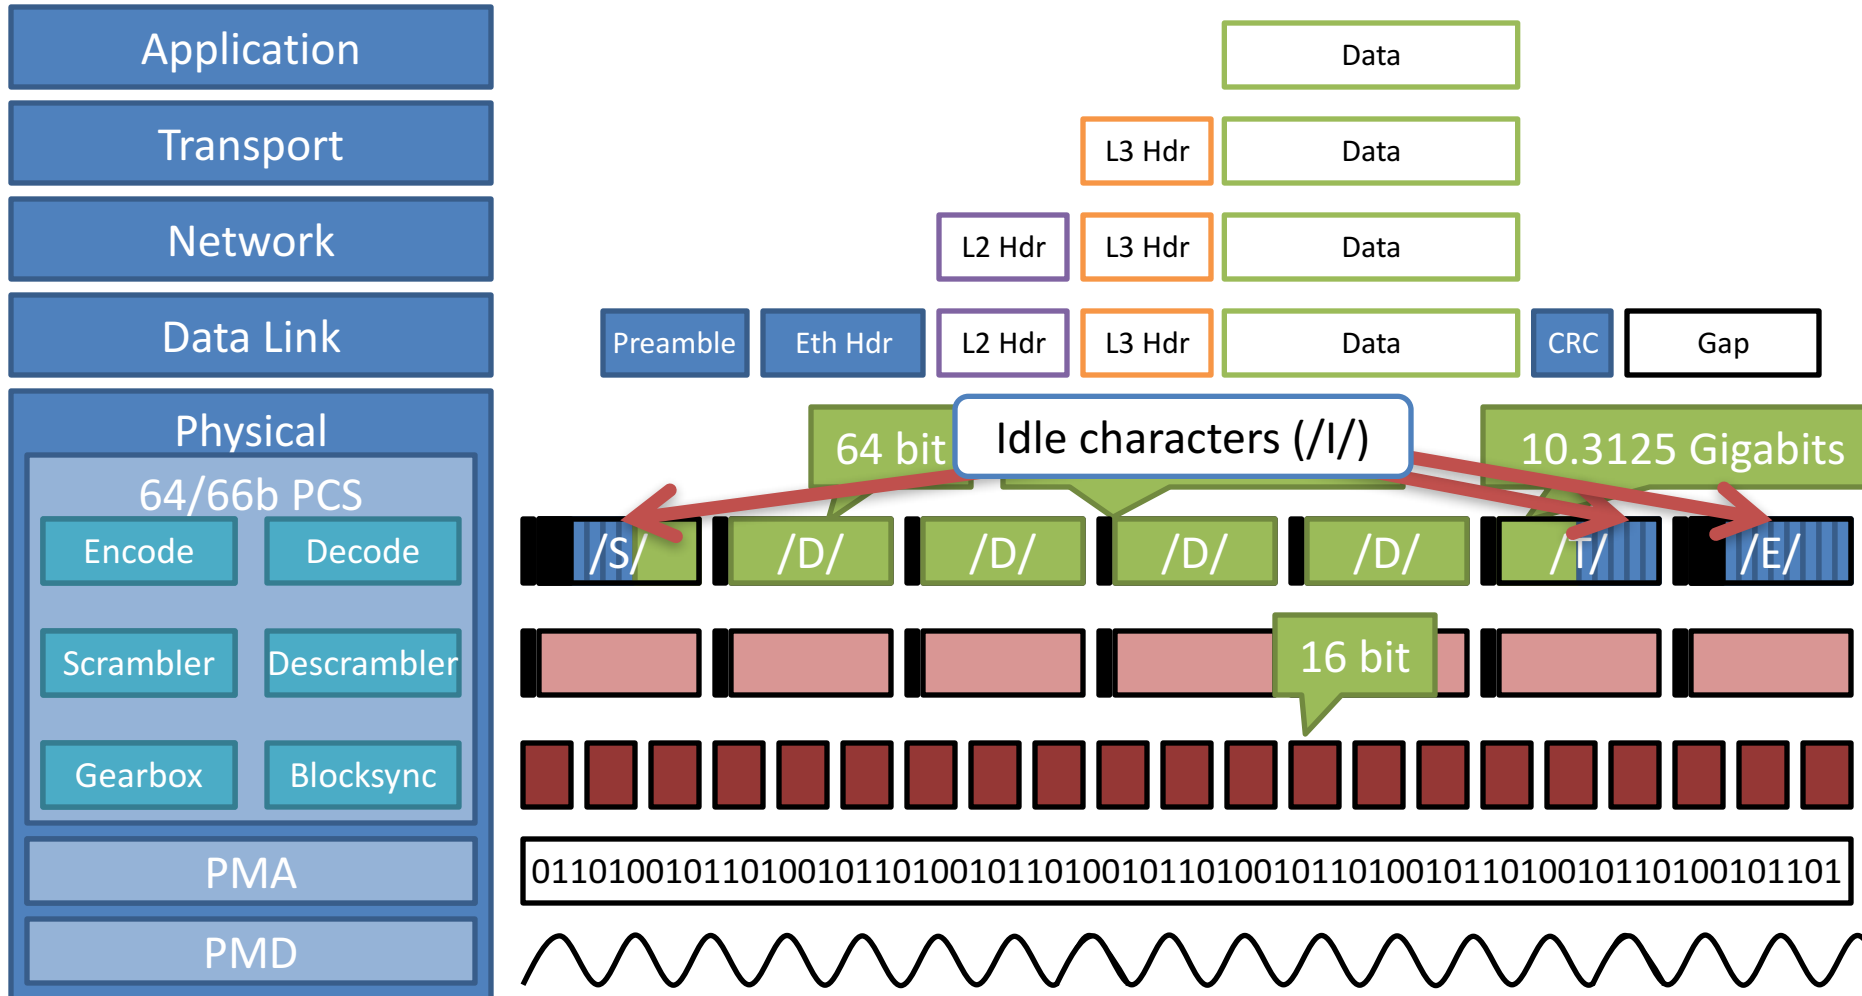 Application
Data
Transport
L3 Hdr
Data
Network
L2 Hdr
L3 Hdr
Data
Data Link
Preamble
Eth Hdr
L2 Hdr
L3 Hdr
Data
CRC
Gap
Physical
64 bit
Idle characters (/I/)
10.3125 Gigabits
64/66b PCS
Encode
Decode
/S/
/D/
/D/
/D/
/D/
/T/
/E/
Scrambler
Descrambler
16 bit
Gearbox
Blocksync
PMA
011010010110100101101001011010010110100101101001011010010110100101101
PMD